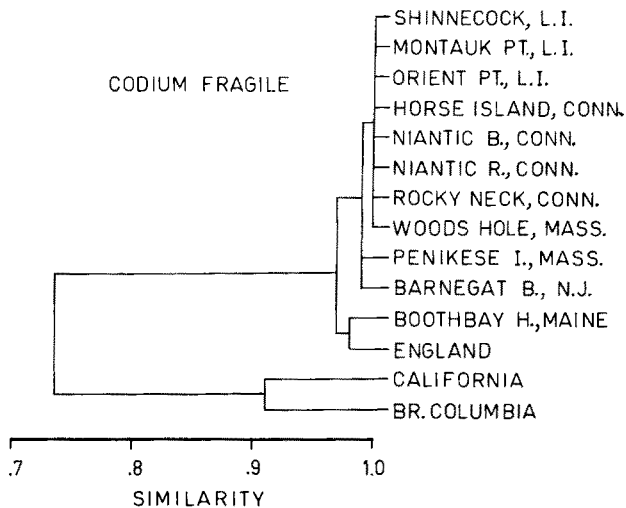 SHINNECOCK, L.I.
MONTAUK PT., L.I.
CODIUM FRAGILE
ORIENT PT., L.I.
HORSE ISLAND, CONN.
NIANTIC B., CONN.
NIANTIC R., CONN.
ROCKY NECK, CONN.
WOODS HOLE, MASS.
PENIKESE I., MASS.
BARNEGAT B., N.J.
BOOTHBAY H., MAINE
ENGLAND
CALIFORNIA
BR. COLUMBIA
.7 .8 .9 1.0
SIMILARITY